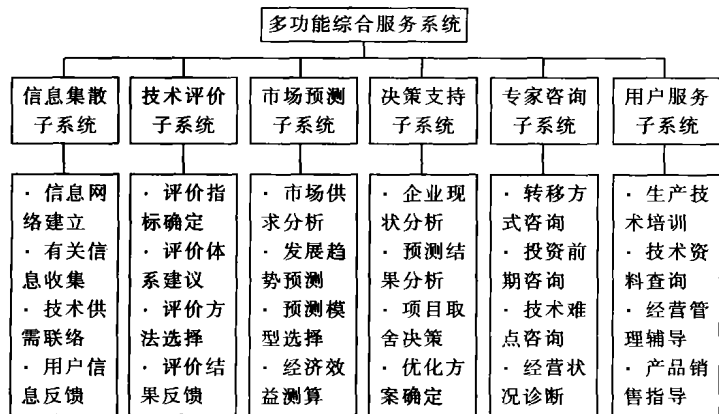 多功能综合服务系统
信息集散
子系统
技术评价
子系统
市场预测
子系统
决策支持
子系统
专家咨询
子系统
用户服务
子系统
· 信息网
络建立
· 有关信
息收集
· 技术供
需联络
· 用户信
息反馈
· 评价指
标确定
· 评价体
系建议
· 评价方
法选择
· 评价结
果反馈
· 市场供
求分析
· 发展趋
势预测
· 预测模
型选择
· 经济效
益测算
· 企业现
状分析
· 预测结
果分析
· 项目取
舍决策
· 优化方
案确定
· 转移方
式咨询
· 投资前
期咨询
· 技术难
点咨询
· 经营状
况诊断
· 生产技
术培训
· 技术资
料查询
· 经营管
理辅导
· 产品销
售指导